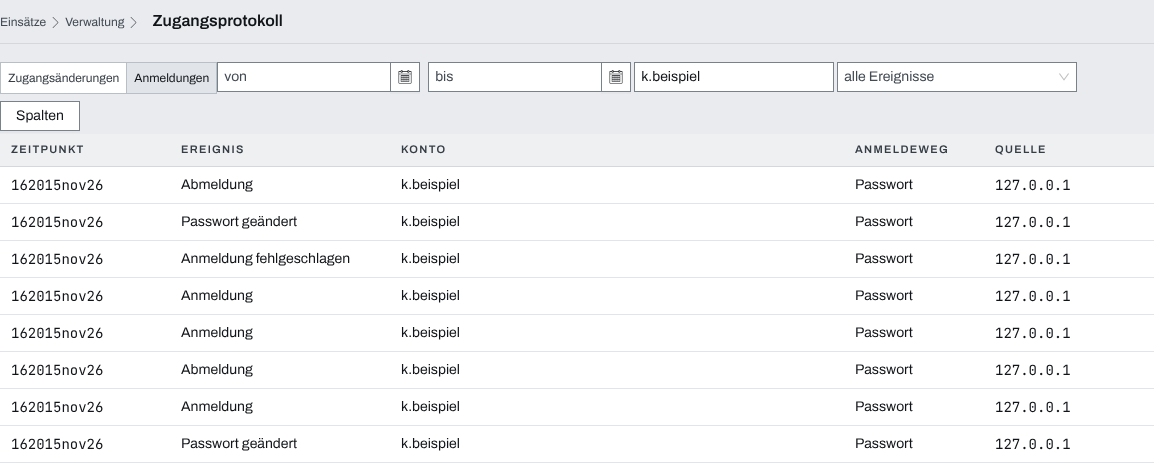 Einsätze Verwaltung Zugangsprotokoll
Zugangsänderungen Anmeldungen von bis k.beispiel alle Ereignisse
Spalten
ZEITPUNKT EREIGNIS KONTO ANMELDEWEG QUELLE
162015nov26 Abmeldung k.beispiel Passwort 127.0.0.1
162015nov26 Passwort geändert k.beispiel Passwort 127.0.0.1
162015nov26 Anmeldung fehlgeschlagen k.beispiel Passwort 127.0.0.1
162015nov26 Anmeldung k.beispiel Passwort 127.0.0.1
162015nov26 Anmeldung k.beispiel Passwort 127.0.0.1
162015nov26 Abmeldung k.beispiel Passwort 127.0.0.1
162015nov26 Anmeldung k.beispiel Passwort 127.0.0.1
162015nov26 Passwort geändert k.beispiel Passwort 127.0.0.1